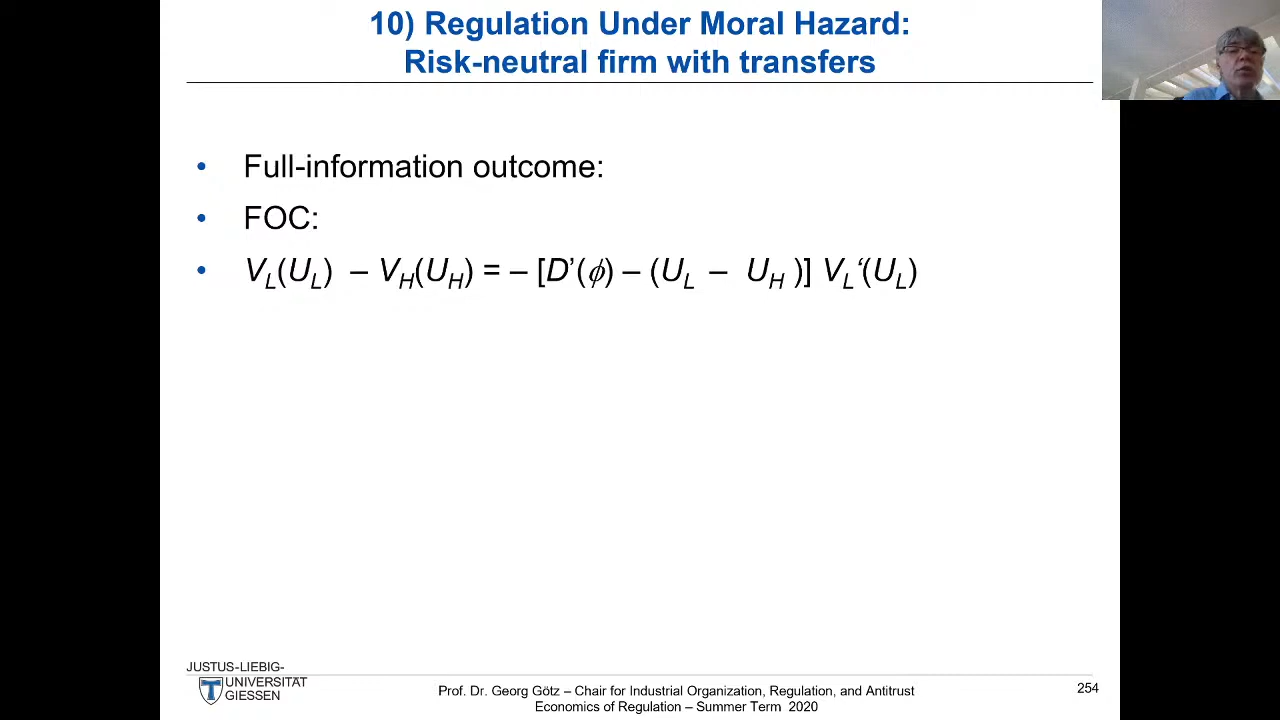 10) Regulation Under Moral Hazard:
Risk-neutral firm with transfers
• Full-information outcome:
• FOC:
• V_L(U_L) – V_H(U_H) = – [D’(ϕ) – (U_L – U_H )] V_L‘(U_L)
JUSTUS-LIEBIG-
UNIVERSITÄT
GIESSEN
Prof. Dr. Georg Götz – Chair for Industrial Organization, Regulation, and Antitrust
Economics of Regulation – Summer Term 2020
254